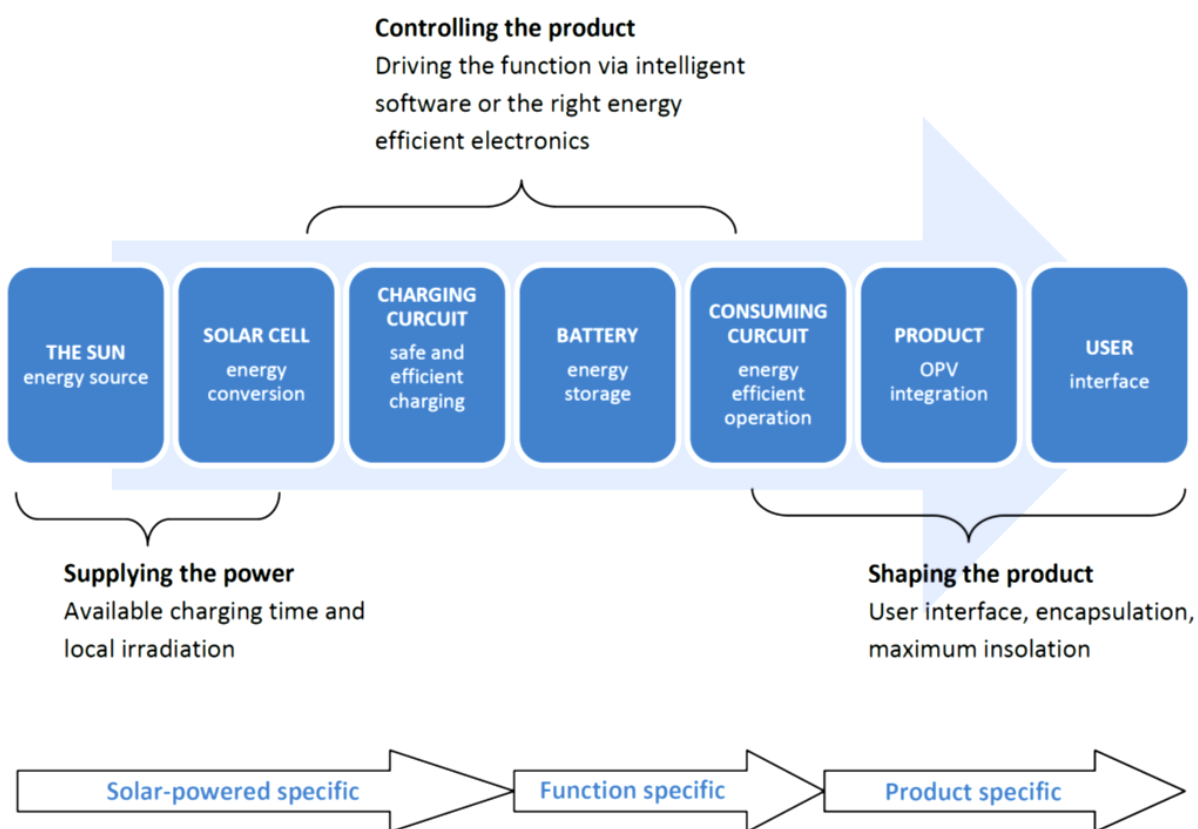 Controlling the product
Driving the function via intelligent
software or the right energy
efficient electronics
THE SUN
energy source
SOLAR CELL
energy
conversion
CHARGING
CURCUIT
safe and
efficient
charging
BATTERY
energy
storage
CONSUMING
CURCUIT
energy
efficient
operation
PRODUCT
OPV
integration
USER
interface
Supplying the power
Available charging time and
local irradiation
Shaping the product
User interface, encapsulation,
maximum insolation
Solar-powered specific
Function specific
Product specific